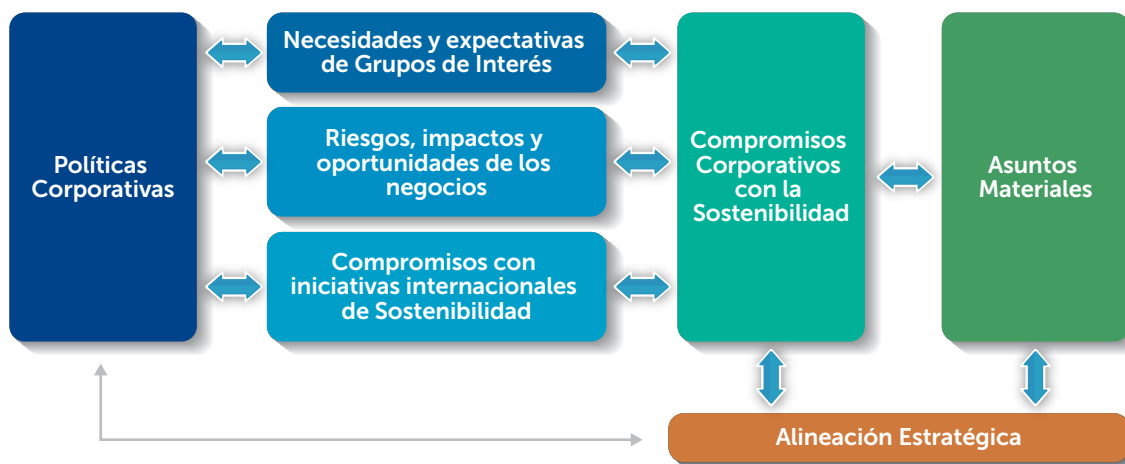 Políticas
Corporativas
Necesidades y expectativas
de Grupos de Interés
Riesgos, impactos y
oportunidades de los
negocios
Compromisos con
iniciativas internacionales
de Sostenibilidad
Compromisos
Corporativos
con la
Sostenibilidad
Asuntos
Materiales
Alineación Estratégica